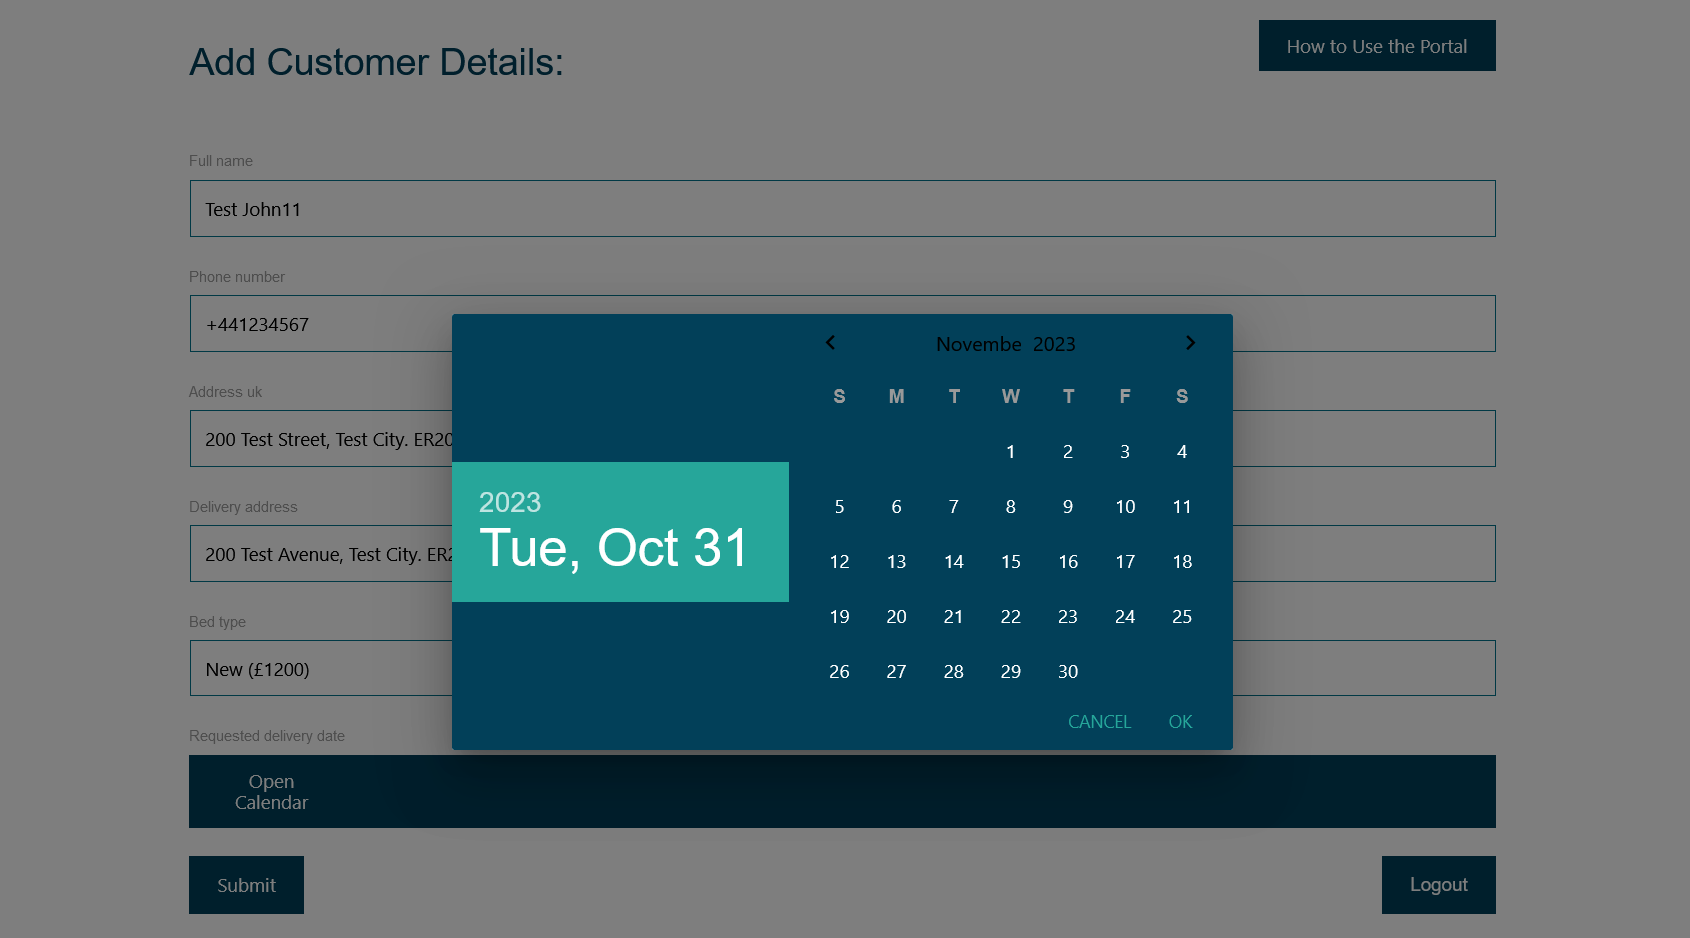 Add Customer Details:
How to Use the Portal
Full name
Test John11
Phone number
+441234567
Address uk
200 Test Street, Test City. ER20
Delivery address
200 Test Avenue, Test City. ER2
Bed type
New (£1200)
Requested delivery date
2023
Tue, Oct 31
Novembe 2023
S M T W T F S
1 2 3 4
5 6 7 8 9 10 11
12 13 14 15 16 17 18
19 20 21 22 23 24 25
26 27 28 29 30
CANCEL OK
Open
Calendar
Submit
Logout